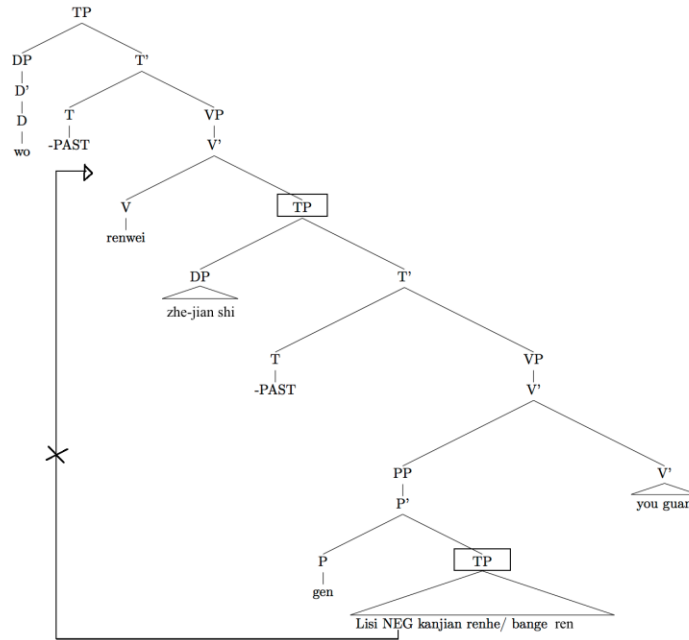 TP
DP T'
D'
D T VP
wo -PAST V'
V TP
renwei
DP T'
zhe-jian shi
T VP
-PAST V'
PP V'
P' you guan
P TP
gen
Lisi NEG kanjian renhe/ bange ren